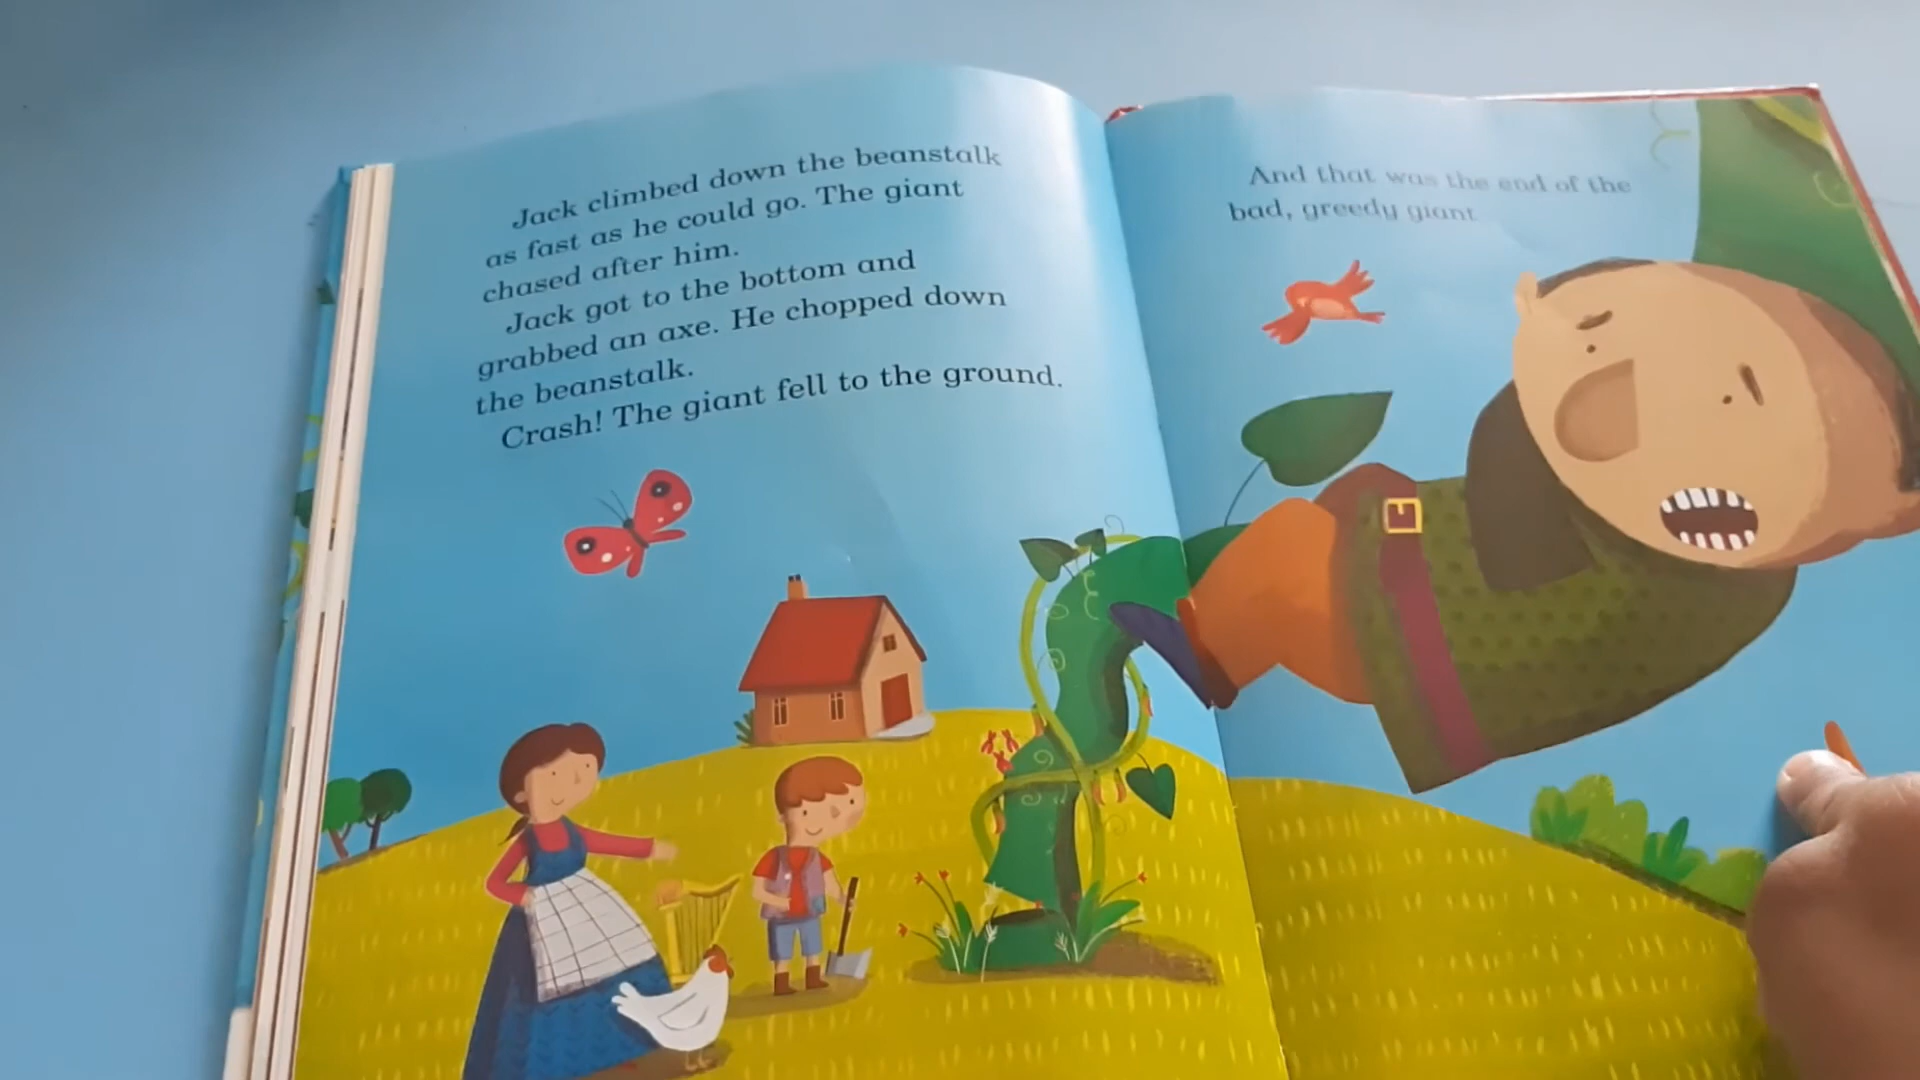 Jack climbed down the beanstalk
as fast as he could go. The giant
chased after him.
Jack got to the bottom and
grabbed an axe. He chopped down
the beanstalk.
Crash! The giant fell to the ground.
And that was the end of the
bad, greedy giant